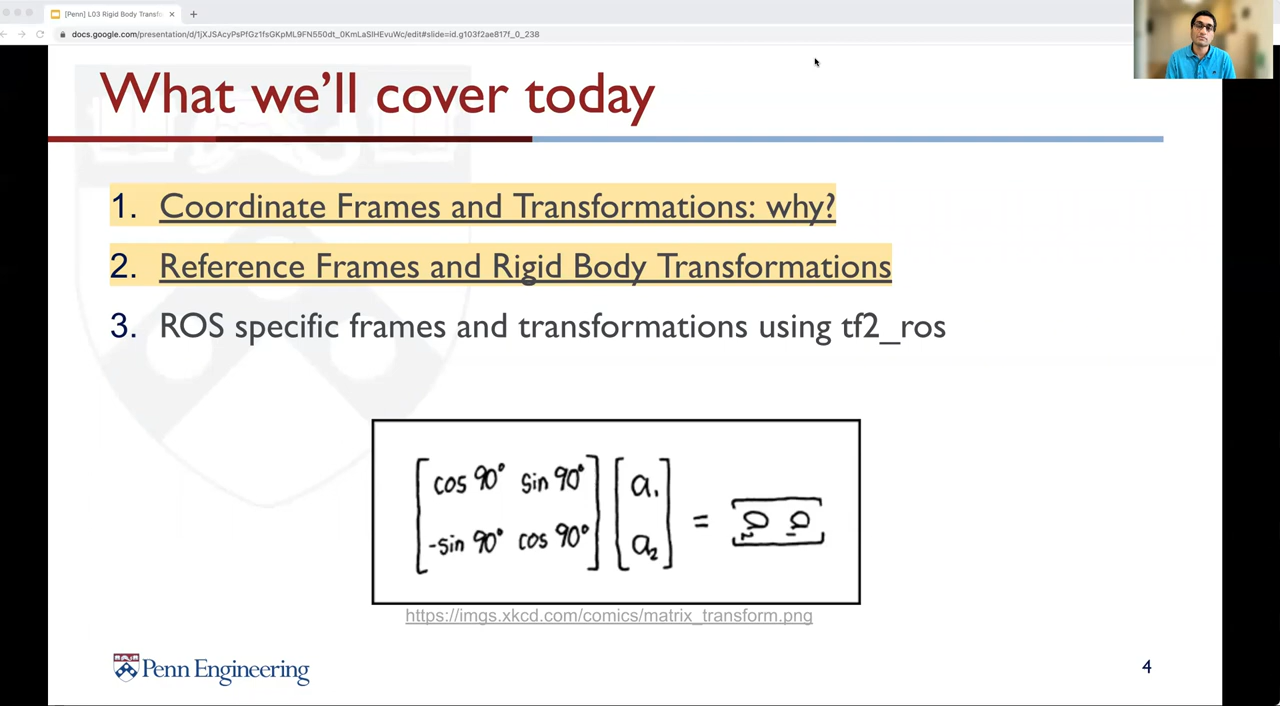 [Penn] L03 Rigid Body Transfo
docs.google.com/presentation/d/1jXJSAcyPsPfGz1fsGKpML9FN550dt_0KmLaSIHEvuWc/edit#slide=id.g103f2ae817f_0_238
What we'll cover today
1. Coordinate Frames and Transformations: why?
2. Reference Frames and Rigid Body Transformations
3. ROS specific frames and transformations using tf2_ros
cos 90° sin 90° a₁
-sin 90° cos 90° a₂
=
a₂ a₁
https://imgs.xkcd.com/comics/matrix_transform.png
Penn Engineering
4